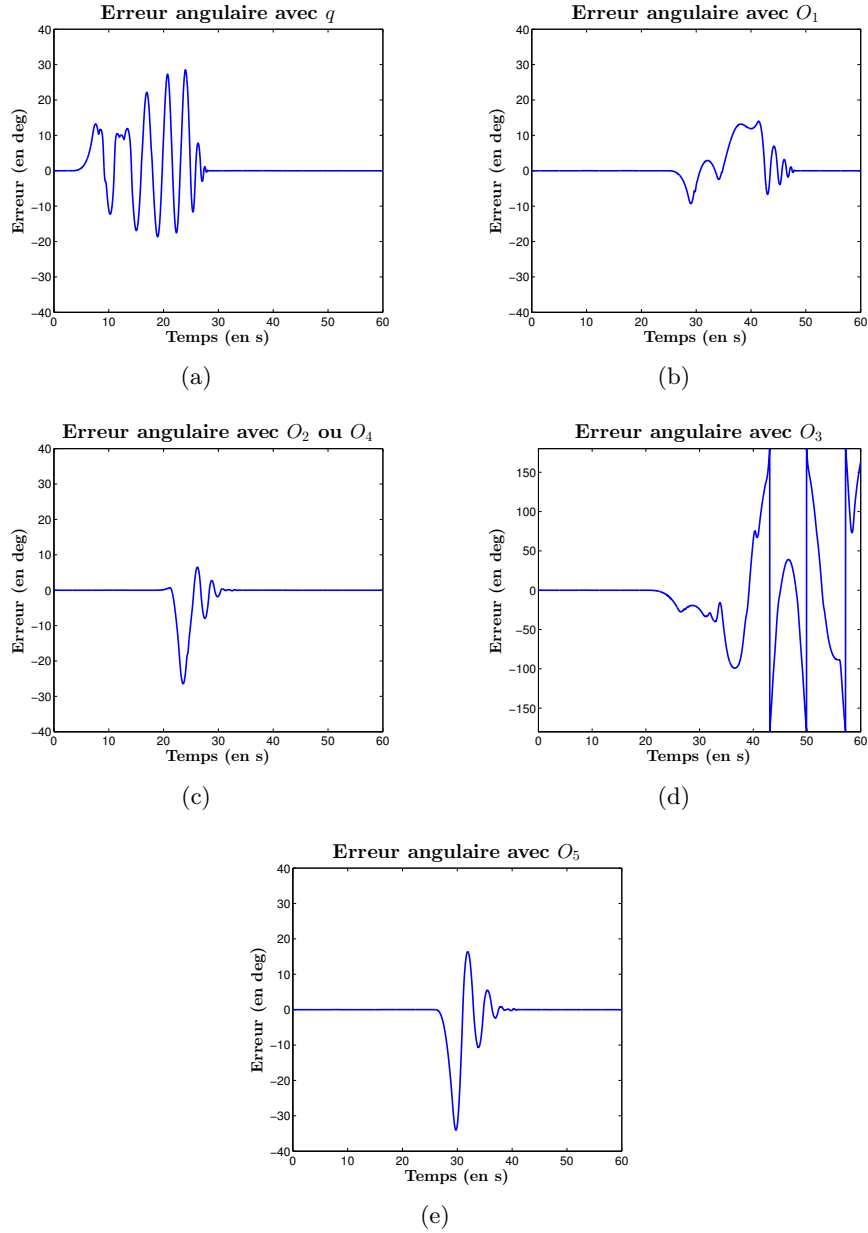 Erreur angulaire avec q
40
30
20
10
0
−10
−20
−30
−40
Erreur (en deg)
0 10 20 30 40 50 60
Temps (en s)
(a)
Erreur angulaire avec O₁
40
30
20
10
0
−10
−20
−30
−40
Erreur (en deg)
0 10 20 30 40 50 60
Temps (en s)
(b)
Erreur angulaire avec O₂ ou O₄
40
30
20
10
0
−10
−20
−30
−40
Erreur (en deg)
0 10 20 30 40 50 60
Temps (en s)
(c)
Erreur angulaire avec O₃
150
100
50
0
−50
−100
−150
Erreur (en deg)
0 10 20 30 40 50 60
Temps (en s)
(d)
Erreur angulaire avec O₅
40
30
20
10
0
−10
−20
−30
−40
Erreur (en deg)
0 10 20 30 40 50 60
Temps (en s)
(e)